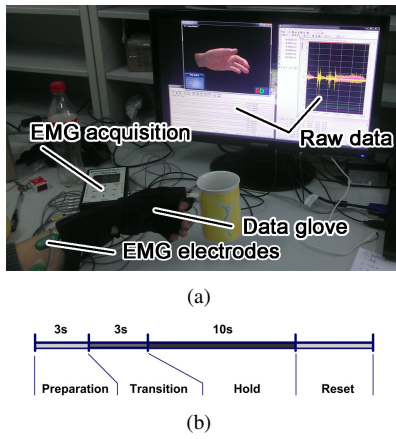 EMG acquisition
Raw data
Data glove
EMG electrodes
(a)
3s 3s 10s
Preparation Transition Hold Reset
(b)